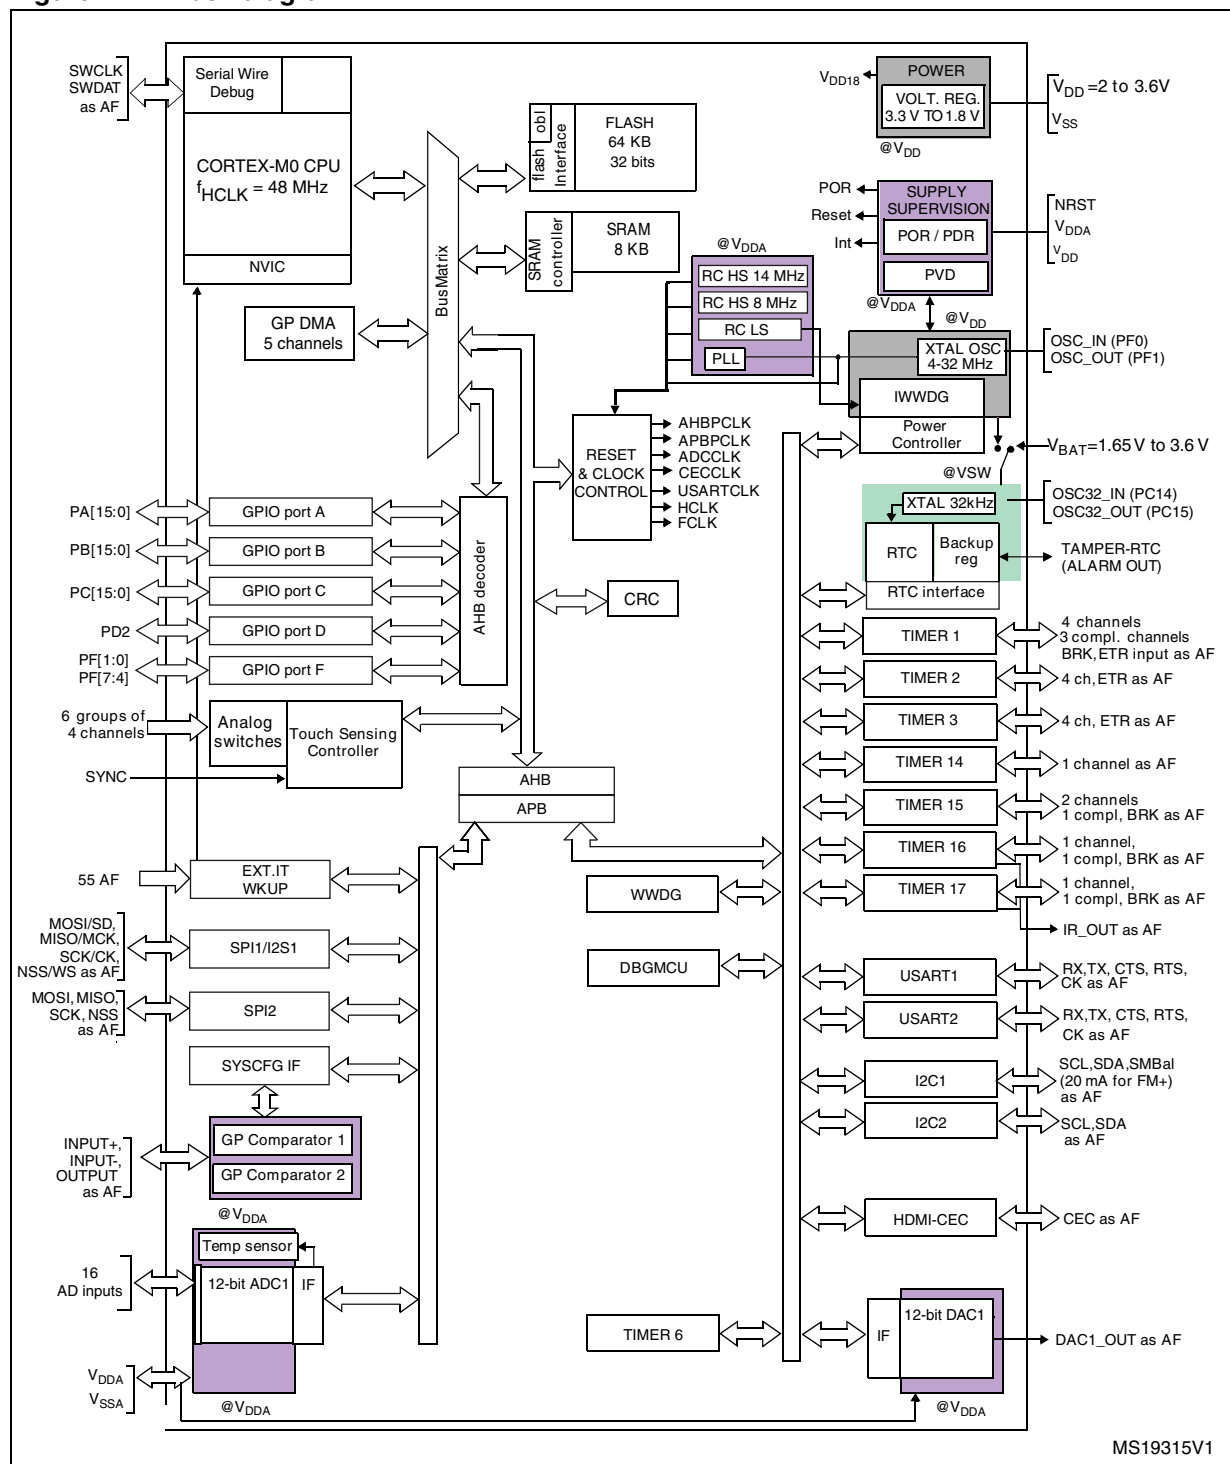 SWCLK
SWDAT
as AF
Serial Wire
Debug
CORTEX-M0 CPU
fHCLK = 48 MHz
NVIC
BusMatrix
flash
obl
Interface
FLASH
64 KB
32 bits
SRAM
controller
SRAM
8 KB
GP DMA
5 channels
VDD18
POWER
VOLT. REG.
3.3 V TO 1.8 V
@VDD
VDD =2 to 3.6V
VSS
POR
Reset
Int
SUPPLY
SUPERVISION
POR / PDR
PVD
NRST
VDDA
VDD
@VDDA
@VDDA
RC HS 14 MHz
RC HS 8 MHz
RC LS
PLL
@VDD
XTAL OSC
4-32 MHz
OSC_IN (PF0)
OSC_OUT (PF1)
IWWDG
Power
Controller
VBAT=1.65 V to 3.6 V
@VSW
RESET
& CLOCK
CONTROL
AHBPCLK
APBPCLK
ADCCLK
CECCLK
USARTCLK
HCLK
FCLK
XTAL 32kHz
OSC32_IN (PC14)
OSC32_OUT (PC15)
RTC
Backup
reg
TAMPER-RTC
(ALARM OUT)
RTC interface
PA[15:0]
GPIO port A
PB[15:0]
GPIO port B
PC[15:0]
GPIO port C
PD2
GPIO port D
PF[1:0]
PF[7:4]
GPIO port F
AHB decoder
CRC
6 groups of
4 channels
Analog
switches
Touch Sensing
Controller
SYNC
AHB
APB
TIMER 1
4 channels
3 compl. channels
BRK,ETR input as AF
TIMER 2
4 ch,ETR as AF
TIMER 3
4 ch, ETR as AF
TIMER 14
1 channel as AF
TIMER 15
2 channels
1 compl, BRK as AF
TIMER 16
1 channel,
1 compl, BRK as AF
TIMER 17
1 channel,
1 compl, BRK as AF
IR_OUT as AF
55 AF
EXT.IT
WKUP
WWDG
DBGMCU
MOSI/SD,
MISO/MCK,
SCK/CK,
NSS/WS as AF
SPI1/I2S1
MOSI,MISO,
SCK,NSS
as AF
SPI2
SYSCFG IF
USART1
RX,TX, CTS, RTS,
CK as AF
USART2
RX,TX, CTS, RTS,
CK as AF
I2C1
SCL,SDA,SMBal
(20 mA for FM+)
as AF
I2C2
SCL,SDA
as AF
INPUT+,
INPUT-,
OUTPUT
as AF
GP Comparator 1
GP Comparator 2
@VDDA
HDMI-CEC
CEC as AF
Temp sensor
16
AD inputs
12-bit ADC1
IF
VDDA
VSSA
@VDDA
TIMER 6
IF
12-bit DAC1
DAC1_OUT as AF
@VDDA
MS19315V1